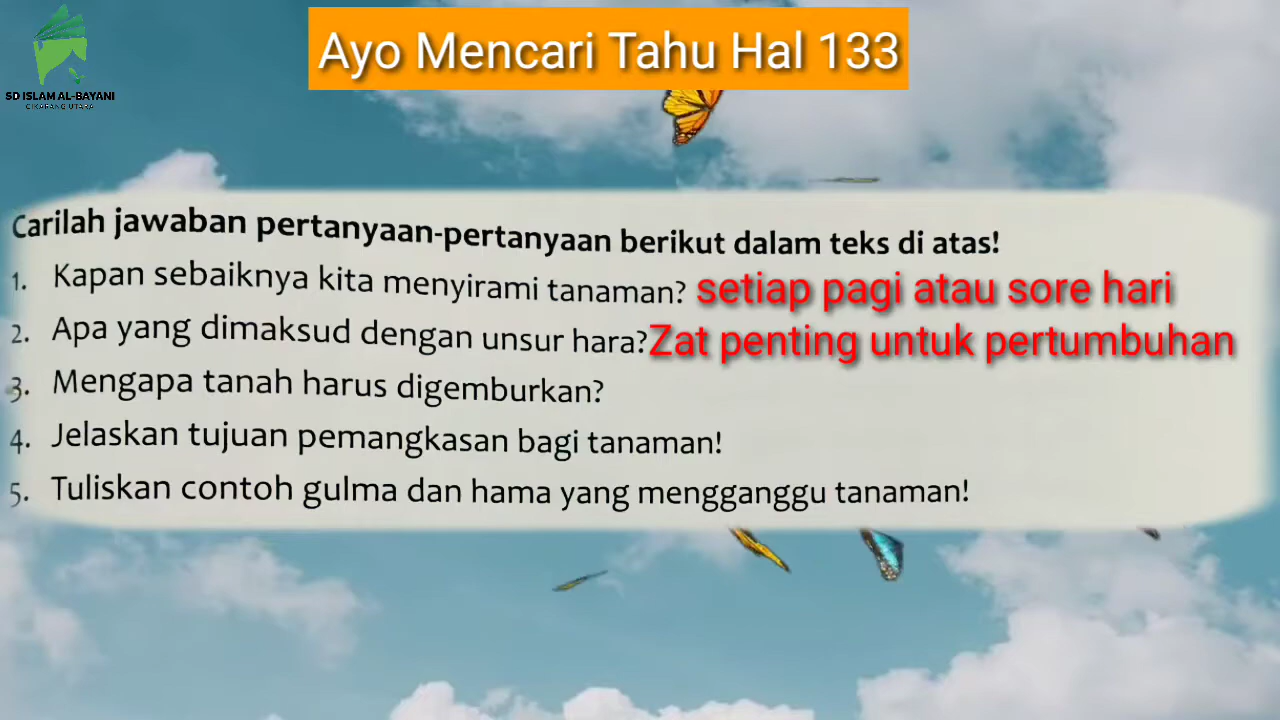 Ayo Mencari Tahu Hal 133
SD ISLAM AL-BAYANI
CIKARANG UTARA
Carilah jawaban pertanyaan-pertanyaan berikut dalam teks di atas!
1. Kapan sebaiknya kita menyirami tanaman? setiap pagi atau sore hari
2. Apa yang dimaksud dengan unsur hara? Zat penting untuk pertumbuhan
3. Mengapa tanah harus digemburkan?
4. Jelaskan tujuan pemangkasan bagi tanaman!
5. Tuliskan contoh gulma dan hama yang mengganggu tanaman!